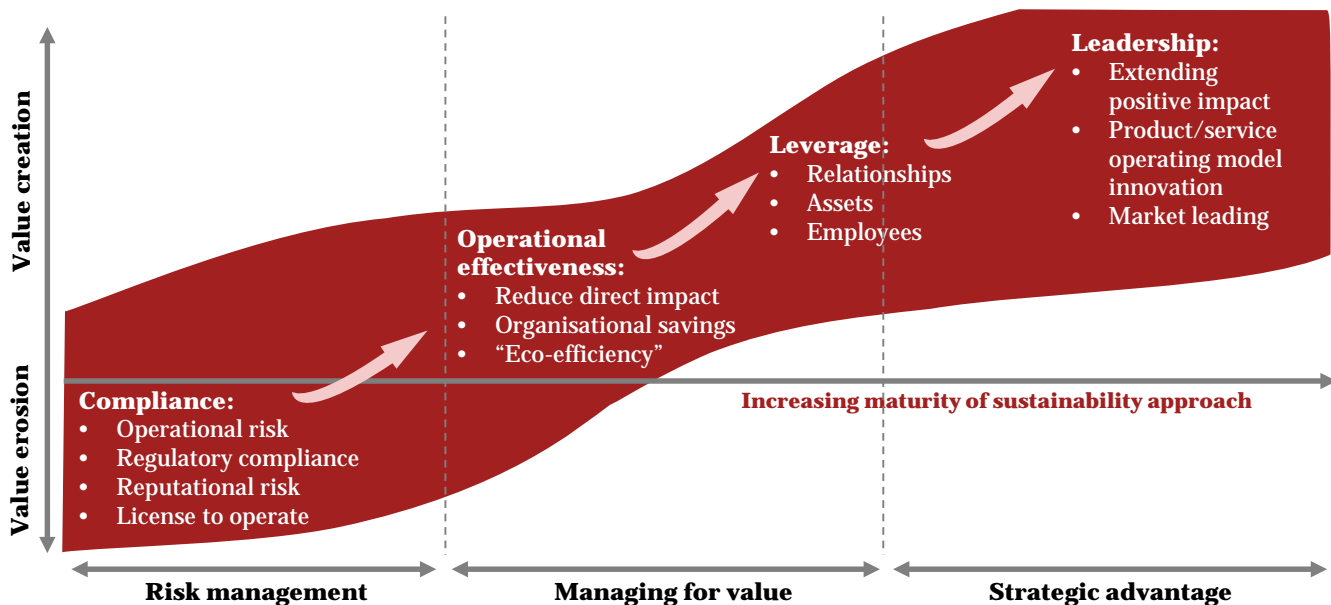 Value creation
Value erosion
Compliance:
• Operational risk
• Regulatory compliance
• Reputational risk
• License to operate
Operational
effectiveness:
• Reduce direct impact
• Organisational savings
• “Eco-efficiency”
Leverage:
• Relationships
• Assets
• Employees
Leadership:
• Extending
positive impact
• Product/service
operating model
innovation
• Market leading
Increasing maturity of sustainability approach
Risk management
Managing for value
Strategic advantage